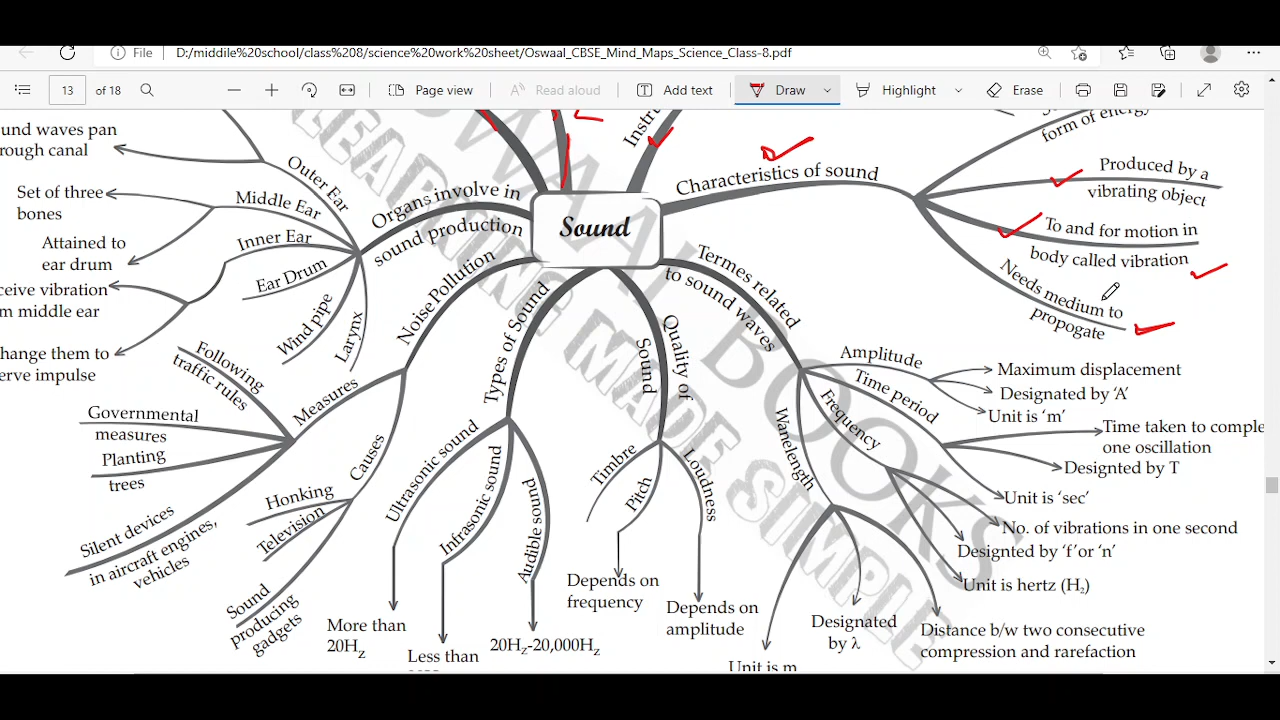 File
D:/middile%20school/class%208/science%20work%20sheet/Oswaal_CBSE_Mind_Maps_Science_Class-8.pdf
13 of 18
Page view
Read aloud
Add text
Draw
Highlight
Erase
OSWAAL BOOKS
LEARNING MADE SIMPLE
Sound
Instr
Characteristics of sound
form of energy
Produced by a
vibrating object
To and for motion in
body called vibration
Needs medium to
propogate
Termes related
to sound waves
Amplitude
Maximum displacement
Designated by ‘A’
Unit is ‘m’
Time period
Time taken to comple
one oscillation
Designted by T
Unit is ‘sec’
Frequency
No. of vibrations in one second
Designted by ‘f’or ‘n’
Unit is hertz (Hz)
Wanelength
Distance b/w two consecutive
compression and rarefaction
Designated
by λ
Unit is m
Quality of
Sound
Timbre
Pitch
Depends on
frequency
Loudness
Depends on
amplitude
Types of Sound
Ultrasonic sound
More than
20Hz
Infrasonic sound
Less than
Audible sound
20Hz-20,000Hz
Noise Pollution
Measures
Following
traffic rules
Governmental
measures
Planting
trees
Silent devices
in aircraft engines,
vehicles
Causes
Honking
Television
Sound
producing
gadgets
Organs involve in
sound production
Outer Ear
und waves pan
rough canal
Middle Ear
Set of three
bones
Attained to
ear drum
Inner Ear
ceive vibration
m middle ear
hange them to
erve impulse
Ear Drum
Wind pipe
Larynx